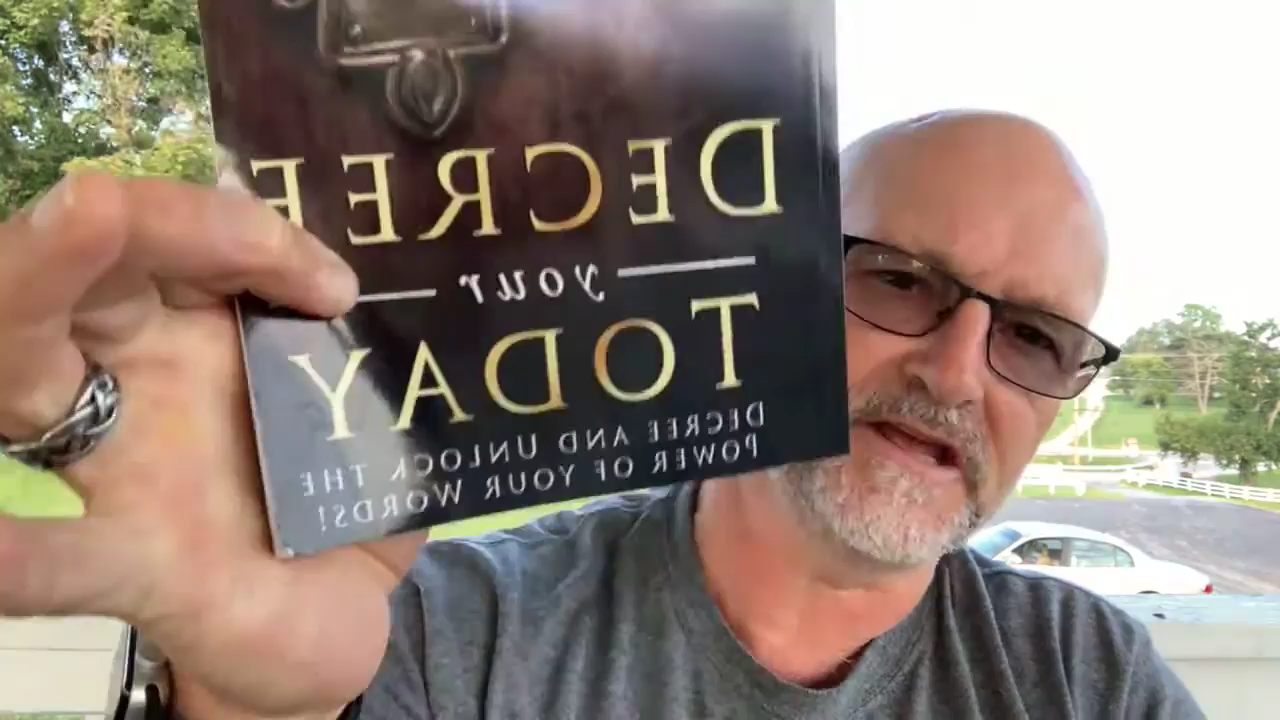 DECREE
your
TODAY
DECREE AND UNLOCK THE
POWER OF YOUR WORDS!